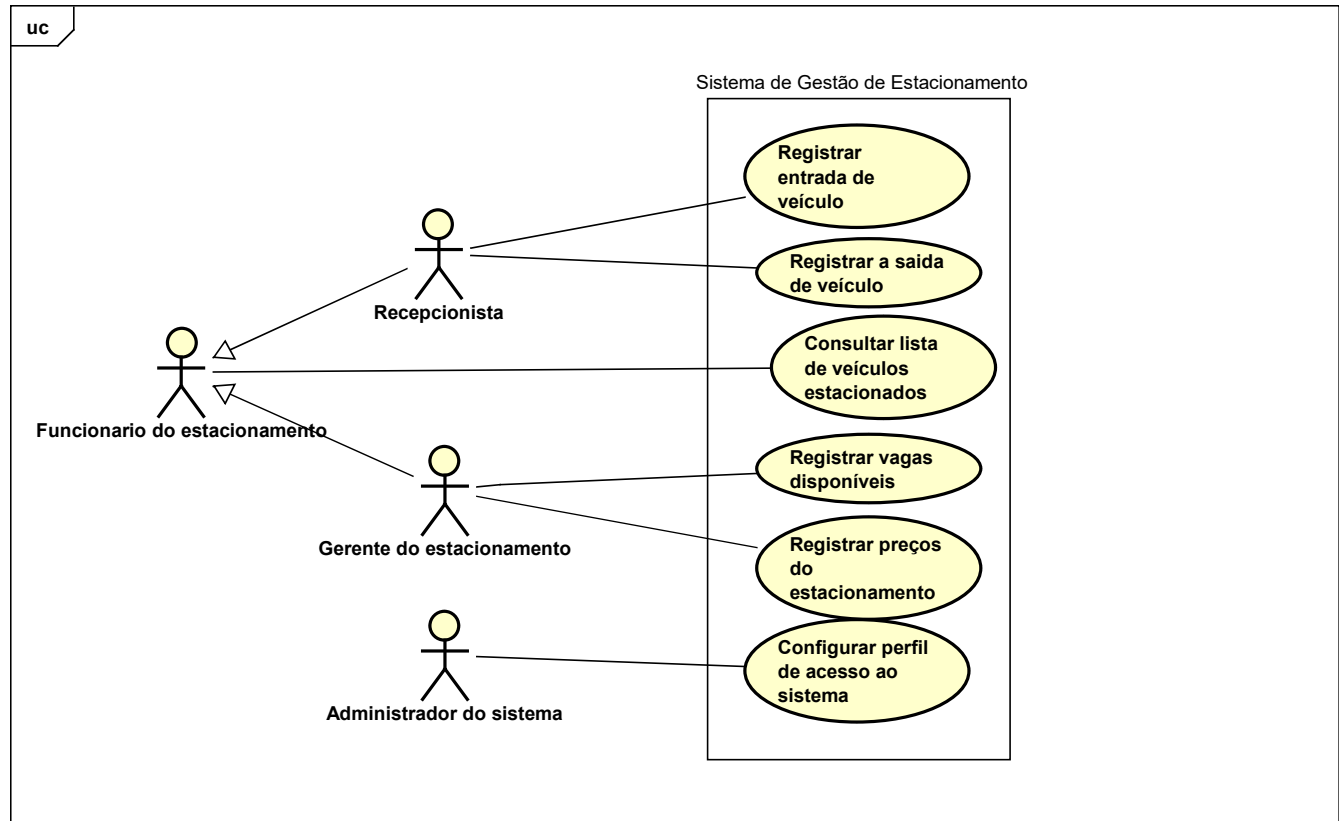 uc
Sistema de Gestão de Estacionamento
Registrar
entrada de
veículo
Registrar a saida
de veículo
Recepcionista
Consultar lista
de veículos
estacionados
Funcionario do estacionamento
Registrar vagas
disponíveis
Gerente do estacionamento
Registrar preços
do
estacionamento
Configurar perfil
de acesso ao
sistema
Administrador do sistema